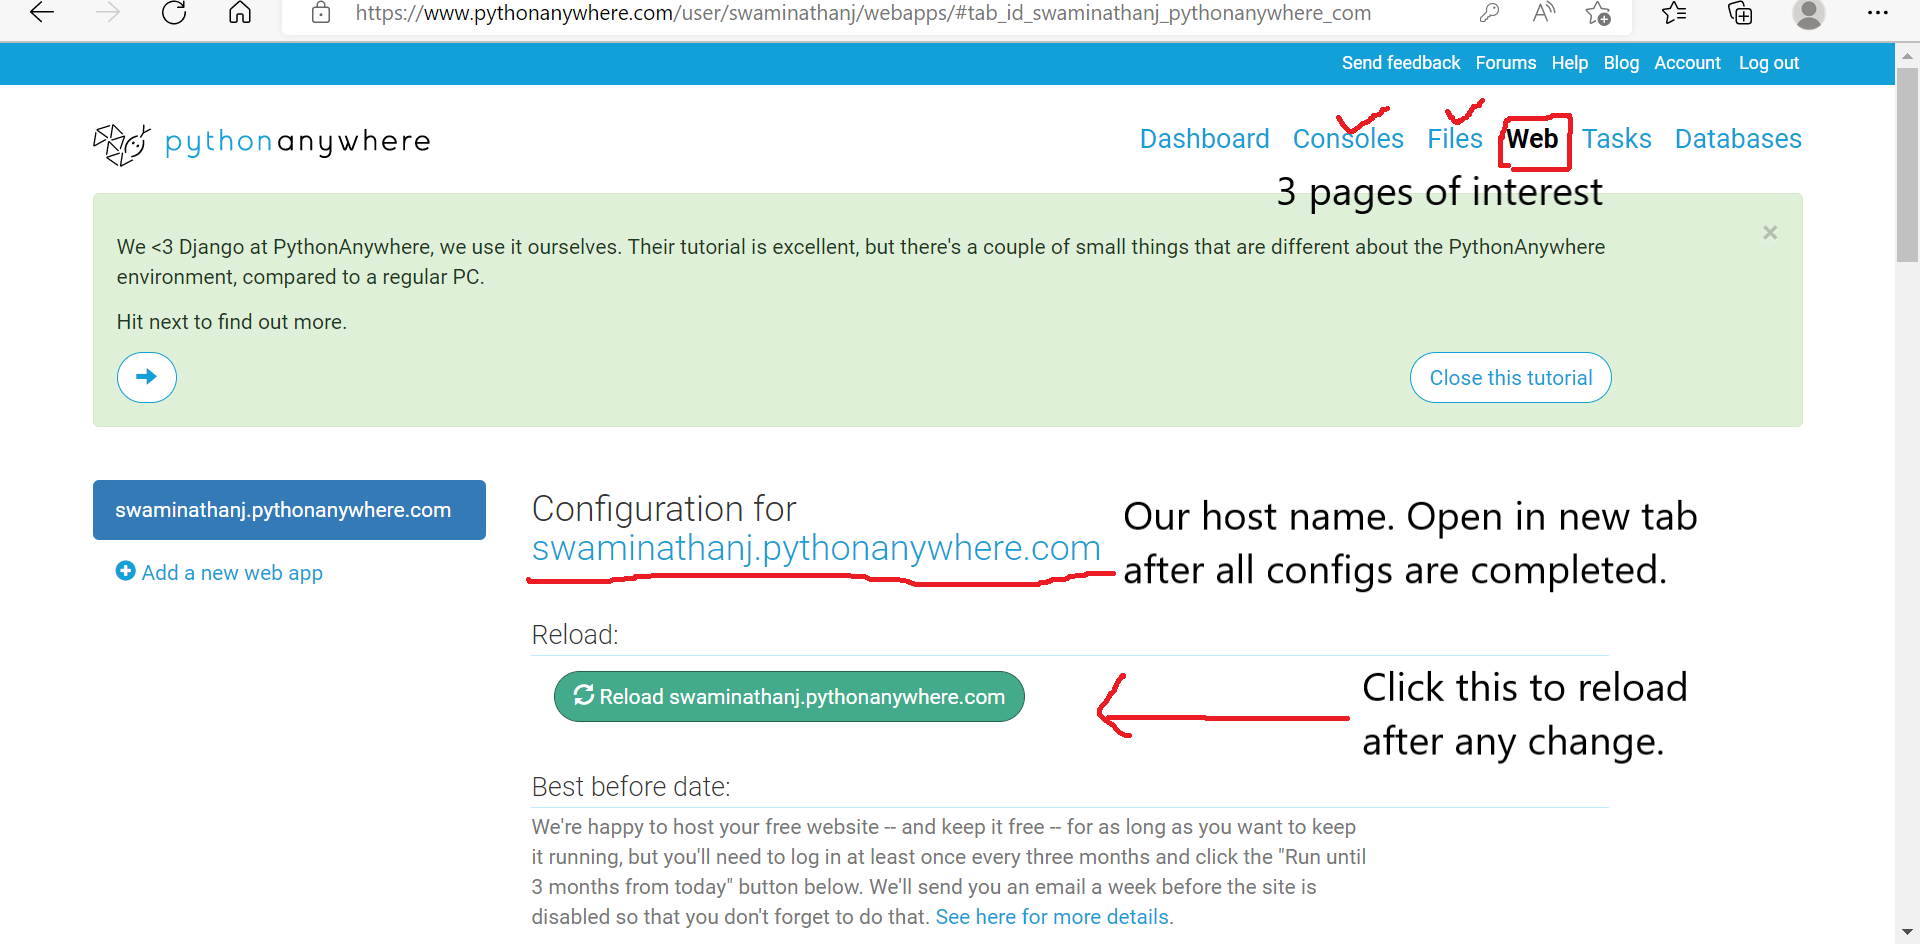 https://www.pythonanywhere.com/user/swaminathanj/webapps/#tab_id_swaminathanj_pythonanywhere_com
Send feedback Forums Help Blog Account Log out
pythonanywhere
Dashboard Consoles Files Web Tasks Databases
3 pages of interest
We <3 Django at PythonAnywhere, we use it ourselves. Their tutorial is excellent, but there's a couple of small things that are different about the PythonAnywhere
environment, compared to a regular PC.
×
Hit next to find out more.
Close this tutorial
swaminathanj.pythonanywhere.com
Add a new web app
Configuration for
swaminathanj.pythonanywhere.com
Our host name. Open in new tab
after all configs are completed.
Reload:
Reload swaminathanj.pythonanywhere.com
Click this to reload
after any change.
Best before date:
We're happy to host your free website -- and keep it free -- for as long as you want to keep
it running, but you'll need to log in at least once every three months and click the "Run until
3 months from today" button below. We'll send you an email a week before the site is
disabled so that you don't forget to do that. See here for more details.